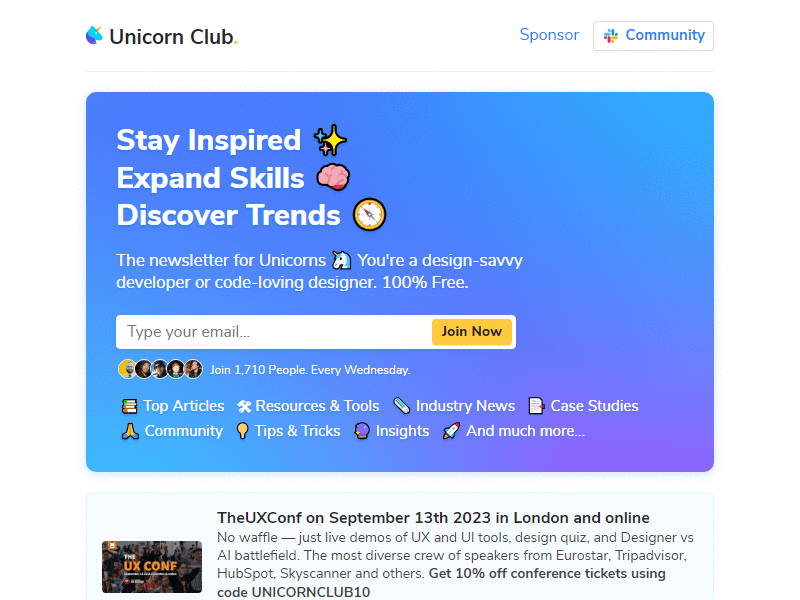 Unicorn Club.
Sponsor
Community
Stay Inspired ✨
Expand Skills 🧠
Discover Trends 🧭
The newsletter for Unicorns 🦄 You're a design-savvy
developer or code-loving designer. 100% Free.
Type your email...
Join Now
Join 1,710 People. Every Wednesday.
📚 Top Articles 🛠 Resources & Tools 📎 Industry News 📑 Case Studies
🙏 Community 💡 Tips & Tricks 🔮 Insights 🚀 And much more...
TheUXConf on September 13th 2023 in London and online
No waffle — just live demos of UX and UI tools, design quiz, and Designer vs
AI battlefield. The most diverse crew of speakers from Eurostar, Tripadvisor,
HubSpot, Skyscanner and others. Get 10% off conference tickets using
code UNICORNCLUB10
THE
UX CONF